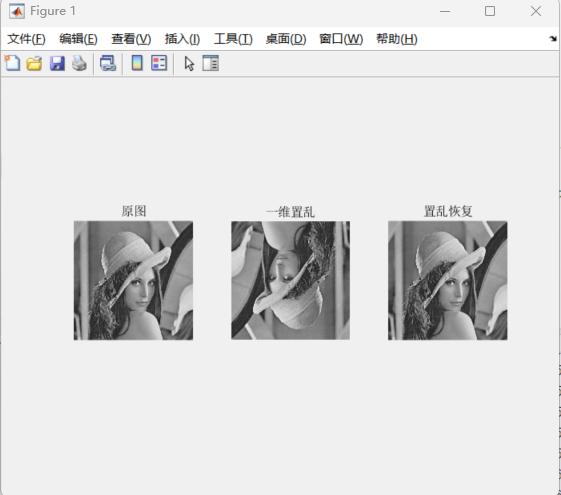 Figure 1
文件(F) 编辑(E) 查看(V) 插入(I) 工具(T) 桌面(D) 窗口(W) 帮助(H)
原图 一维置乱 置乱恢复